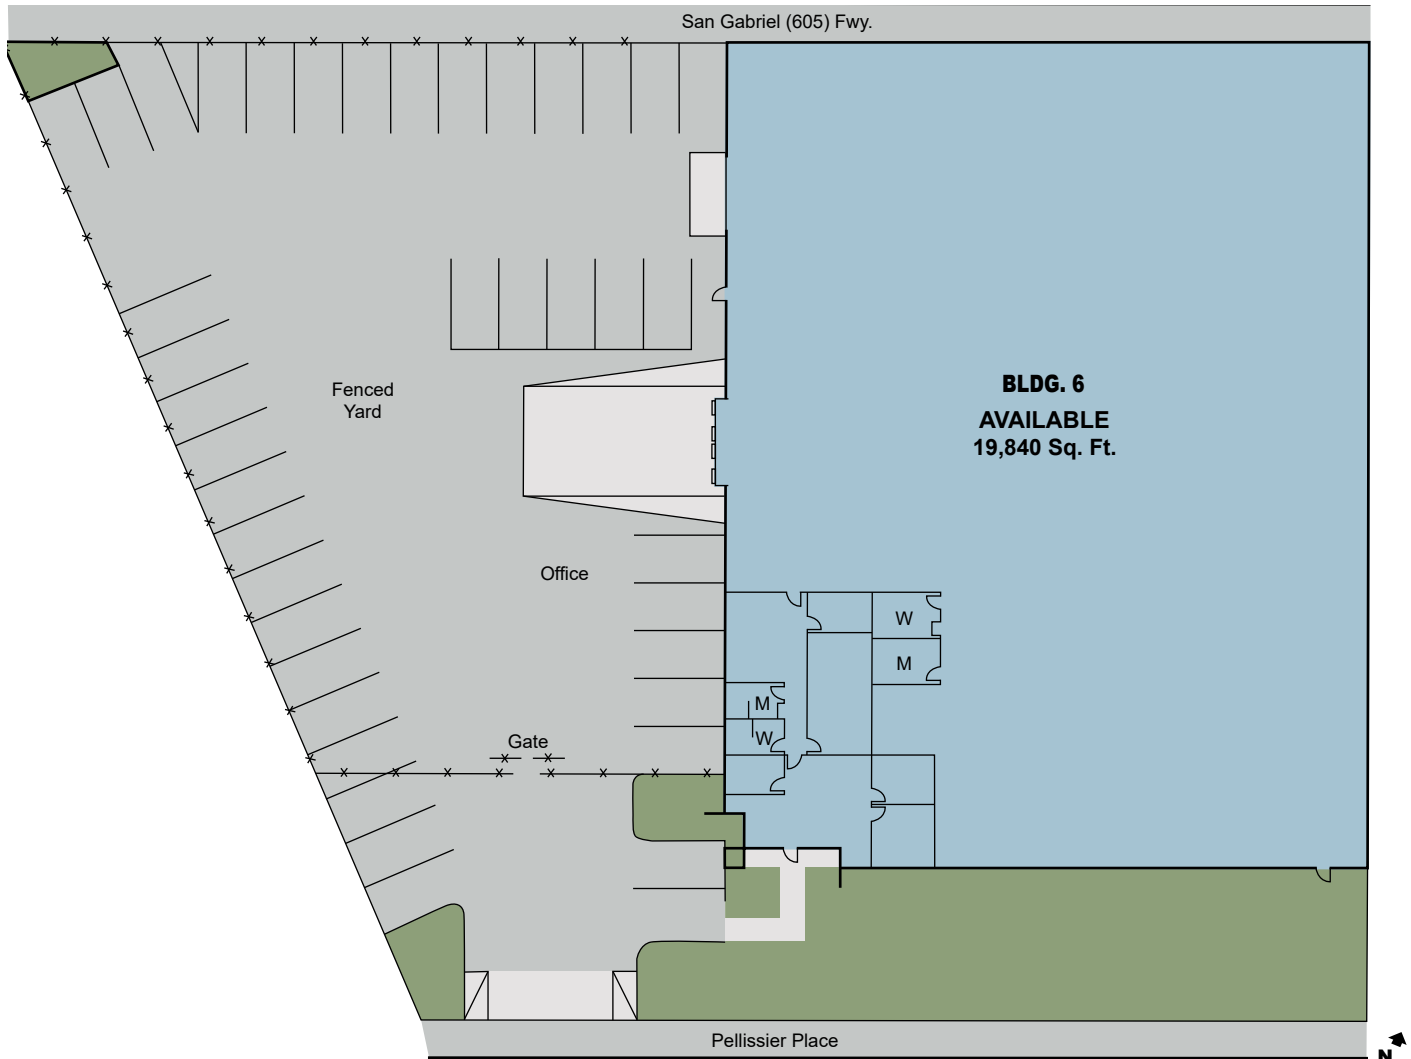 San Gabriel (605) Fwy.
Fenced
Yard
BLDG. 6
AVAILABLE
19,840 Sq. Ft.
Office
W
M
M
W
Gate
Pellissier Place
N